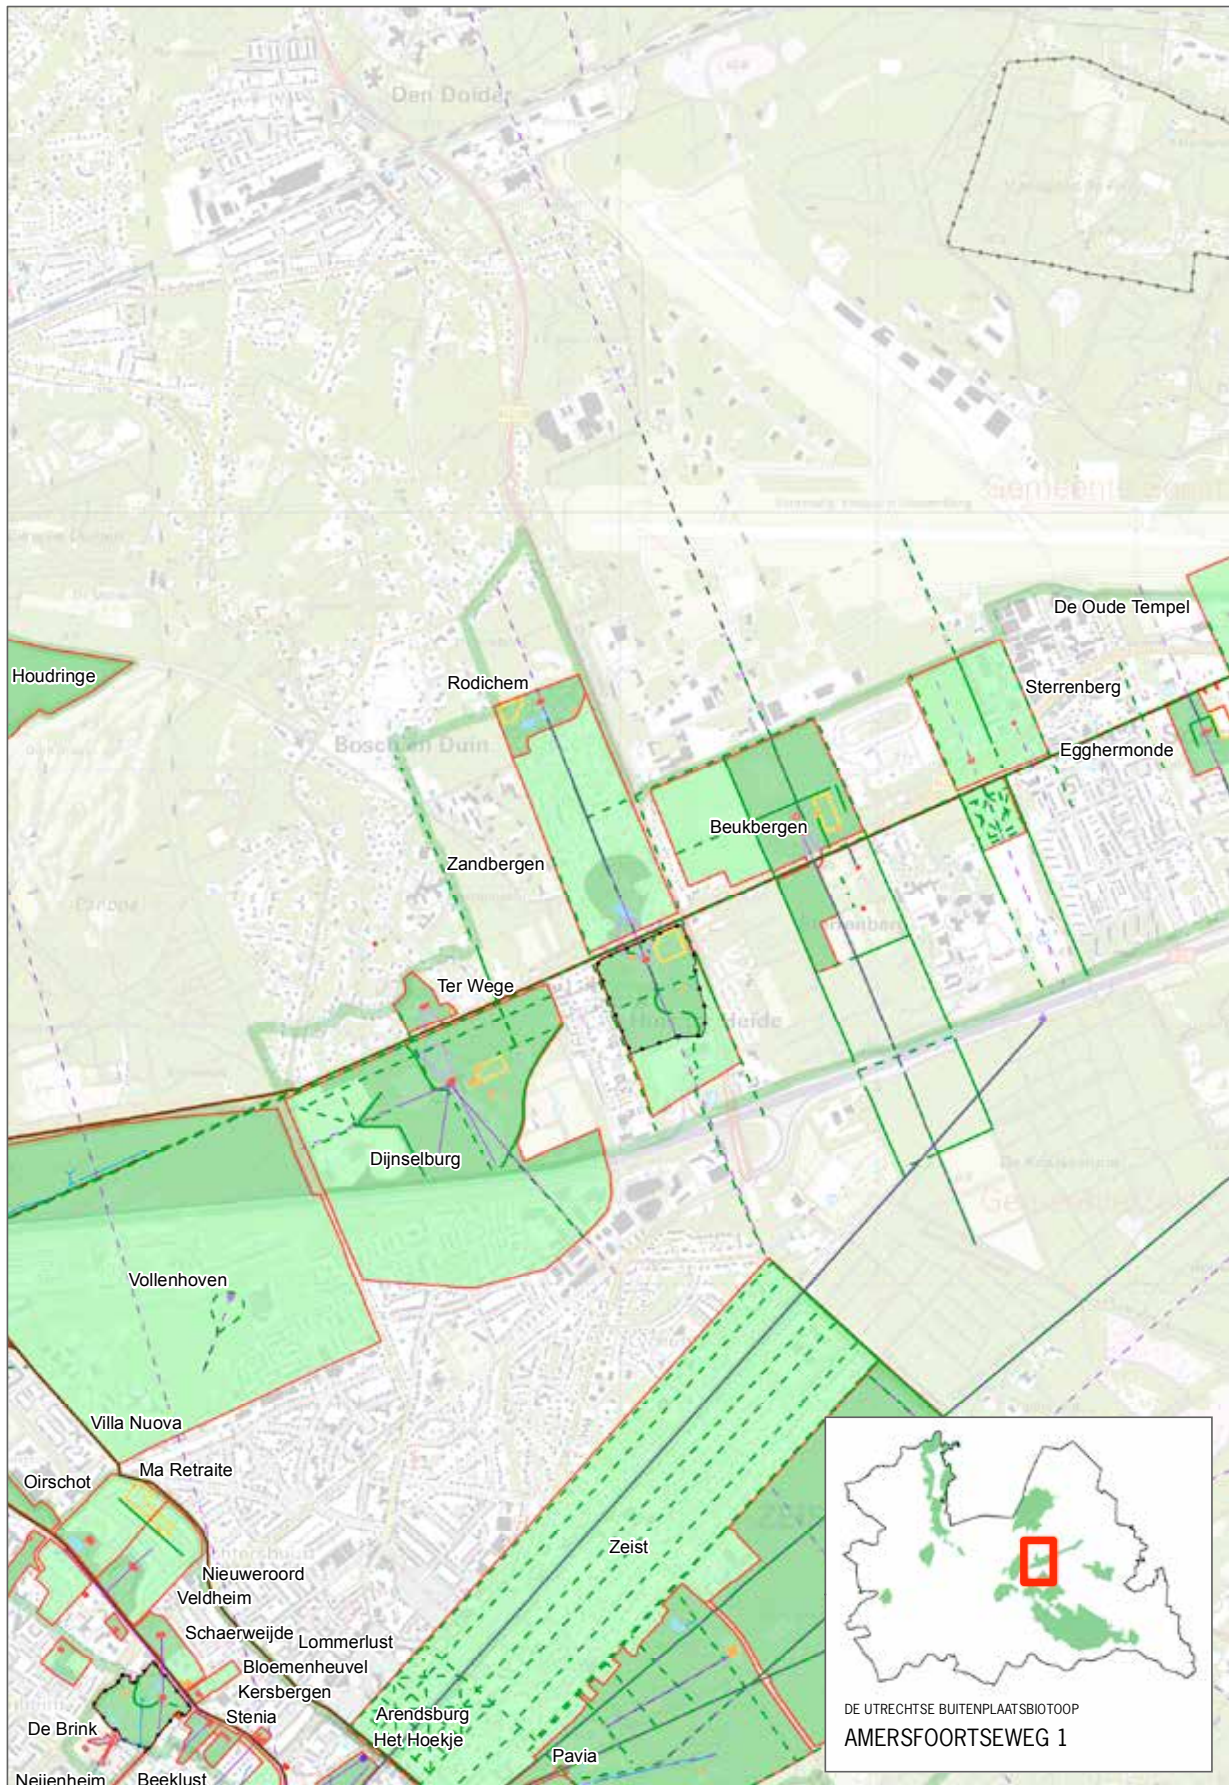 Den Dolder
De Oude Tempel
Houdringe
Rodichem
Sterrenberg
Bosch en Duin
Egghermonde
Beukbergen
Zandbergen
Ter Wege
Dijnselburg
Vollenhoven
Villa Nuova
Ma Retraite
Oirschot
Zeist
Nieuweroord
Veldheim
Schaerweijde
Lommerlust
Bloemenheuvel
Kersbergen
Stenia
Arendsburg
De Brink
Het Hoekje
Pavia
Beeklust
DE UTRECHTSE BUITENPLAATSBIOTOOP
AMERSFOORTSEWEG 1